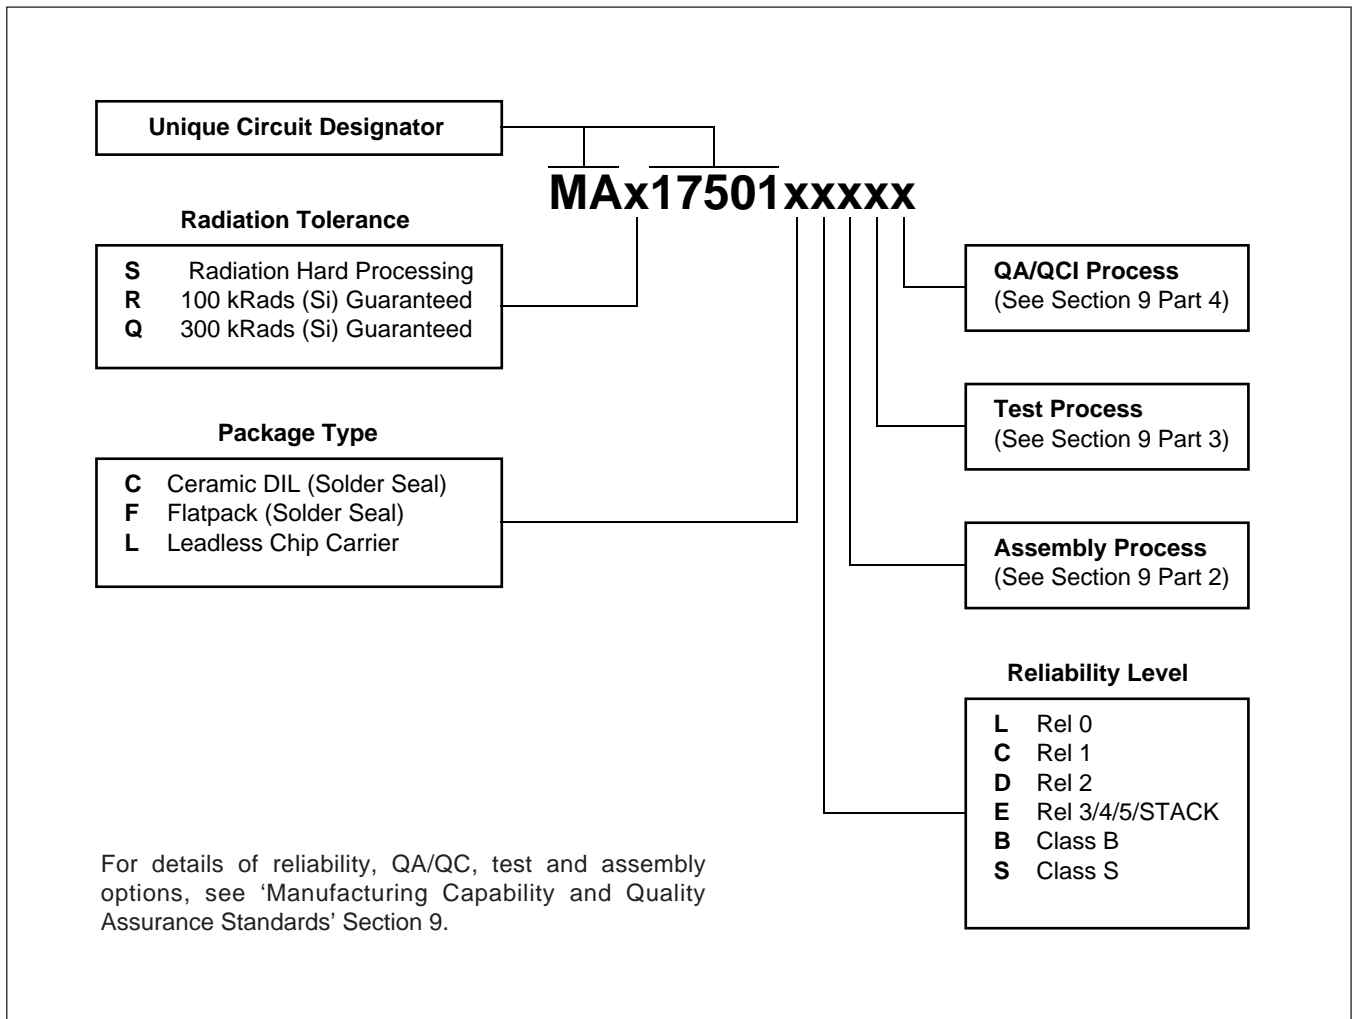 Unique Circuit Designator
MAx17501xxxxx
Radiation Tolerance
S Radiation Hard Processing
R 100 kRads (Si) Guaranteed
Q 300 kRads (Si) Guaranteed
Package Type
C Ceramic DIL (Solder Seal)
F Flatpack (Solder Seal)
L Leadless Chip Carrier
QA/QCI Process
(See Section 9 Part 4)
Test Process
(See Section 9 Part 3)
Assembly Process
(See Section 9 Part 2)
Reliability Level
L Rel 0
C Rel 1
D Rel 2
E Rel 3/4/5/STACK
B Class B
S Class S
For details of reliability, QA/QC, test and assembly
options, see ‘Manufacturing Capability and Quality
Assurance Standards’ Section 9.